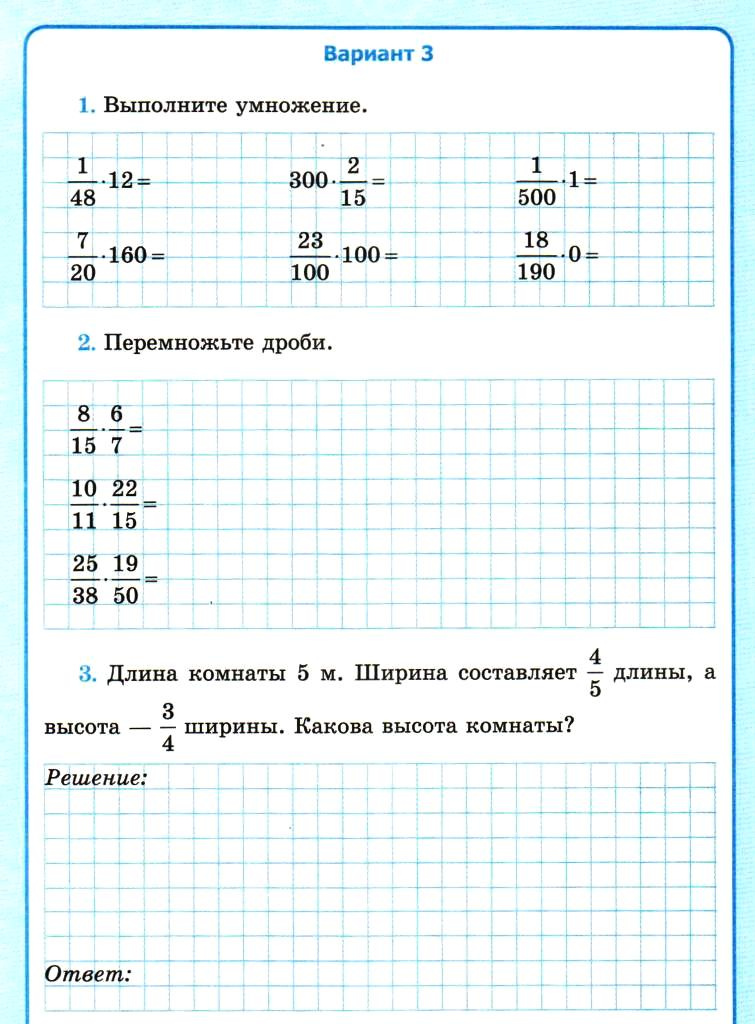 Вариант 3
1. Выполните умножение.
1/48 · 12 = 300 · 2/15 = 1/500 · 1 =
7/20 · 160 = 23/100 · 100 = 18/190 · 0 =
2. Перемножьте дроби.
8/15 · 6/7 =
10/11 · 22/15 =
25/38 · 19/50 =
3. Длина комнаты 5 м. Ширина составляет 4/5 длины, а
высота — 3/4 ширины. Какова высота комнаты?
Решение:
Ответ: